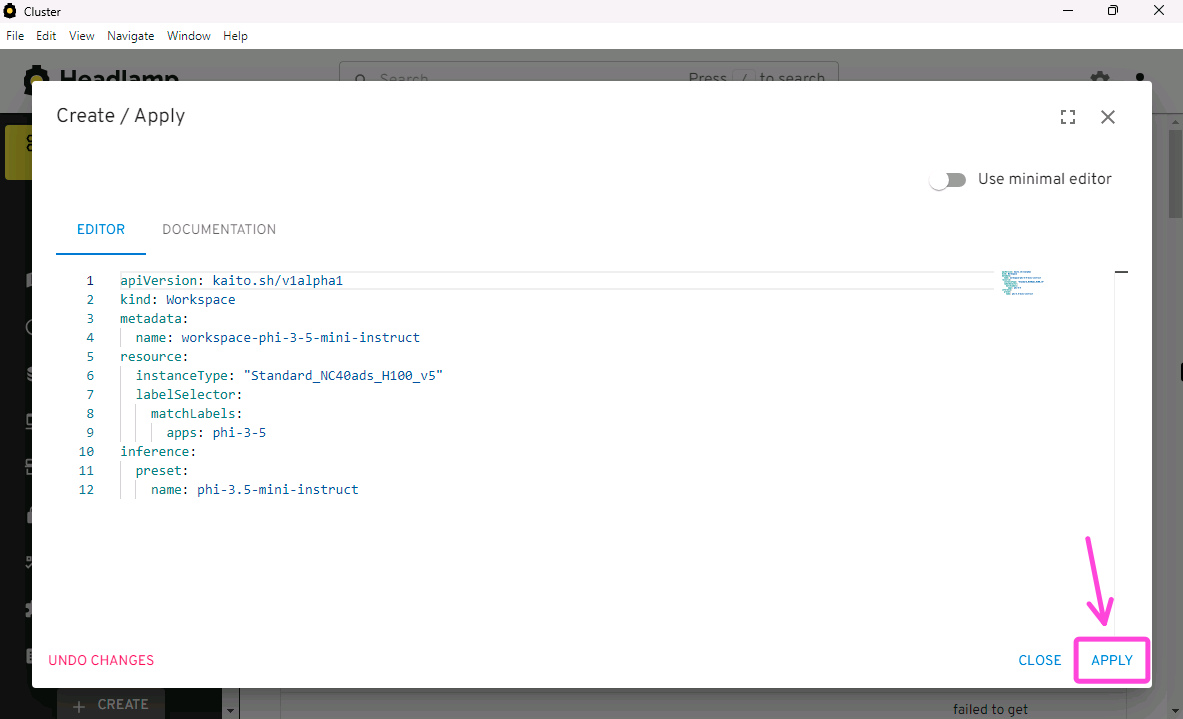 Cluster
File Edit View Navigate Window Help
Headlamp
Search
Press / to search
Create / Apply
Use minimal editor
EDITOR DOCUMENTATION
1 apiVersion: kaito.sh/v1alpha1
2 kind: Workspace
3 metadata:
4 name: workspace-phi-3-5-mini-instruct
5 resource:
6 instanceType: "Standard_NC40ads_H100_v5"
7 labelSelector:
8 matchLabels:
9 apps: phi-3-5
10 inference:
11 preset:
12 name: phi-3.5-mini-instruct
UNDO CHANGES
CLOSE APPLY
+ CREATE
failed to get